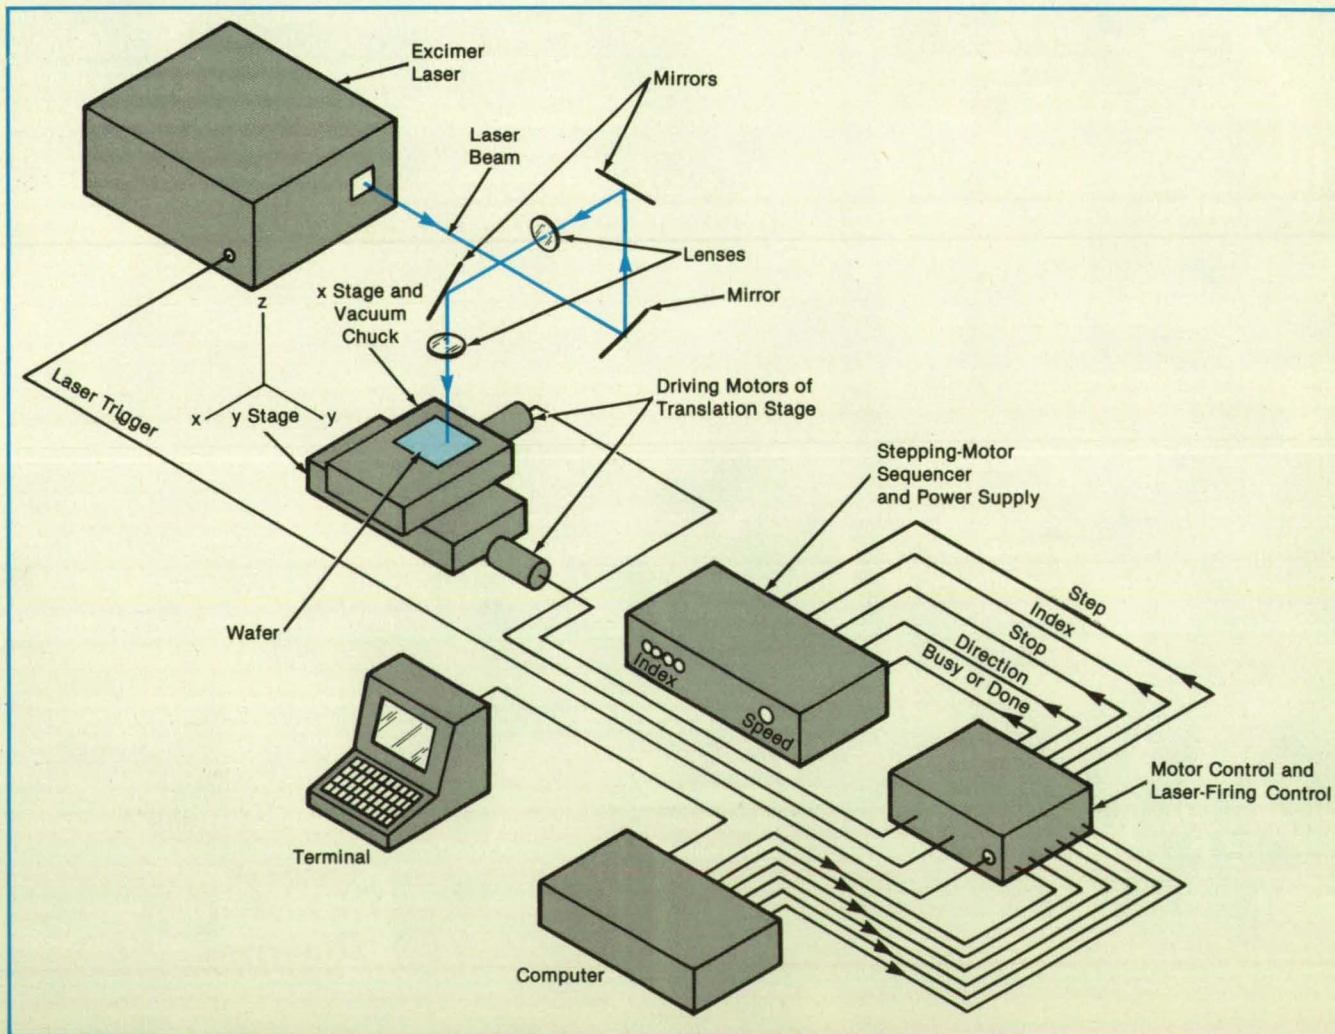 Excimer
Laser
Mirrors
Laser
Beam
Lenses
z
x Stage and
Vacuum
Chuck
Mirror
Laser Trigger
x
y Stage
y
Driving Motors of
Translation Stage
Stepping-Motor
Sequencer
and Power Supply
Step
Index
Stop
Direction
Busy or Done
Wafer
Index
Speed
Motor Control and
Laser-Firing Control
Terminal
Computer